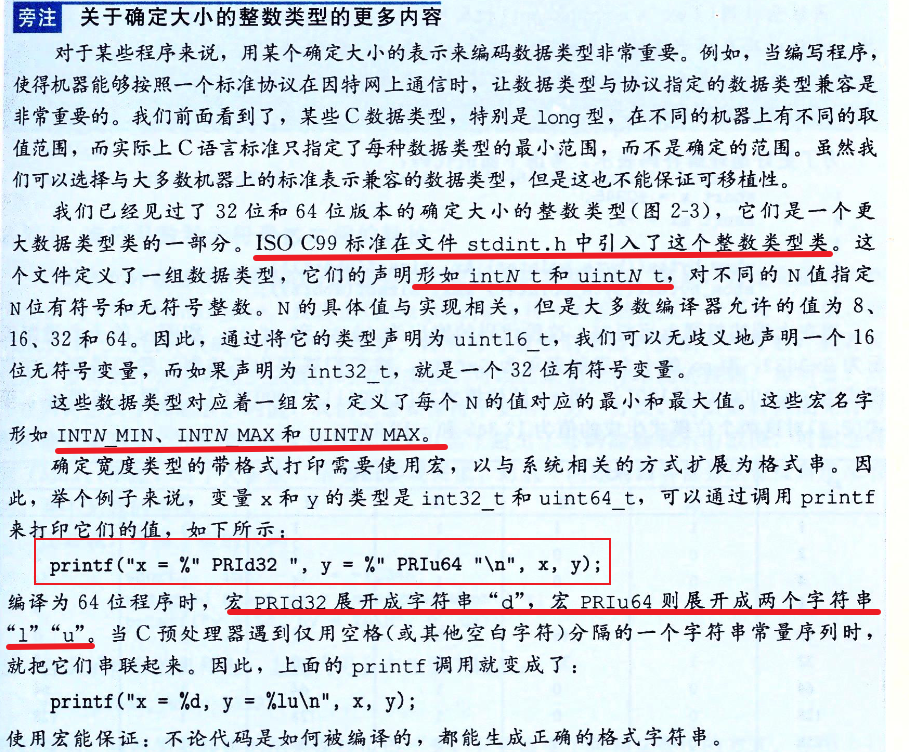 旁注 关于确定大小的整数类型的更多内容
对于某些程序来说，用某个确定大小的表示来编码数据类型非常重要。例如，当编写程序，
使得机器能够按照一个标准协议在因特网上通信时，让数据类型与协议指定的数据类型兼容是
非常重要的。我们前面看到了，某些C数据类型，特别是long型，在不同的机器上有不同的取
值范围，而实际上C语言标准只指定了每种数据类型的最小范围，而不是确定的范围。虽然我
们可以选择与大多数机器上的标准表示兼容的数据类型，但是这也不能保证可移植性。
我们已经见过了32位和64位版本的确定大小的整数类型(图2-3)，它们是一个更
大数据类型类的一部分。ISO C99标准在文件stdint.h中引入了这个整数类型类。这
个文件定义了一组数据类型，它们的声明形如intN_t和uintN_t，对不同的N值指定
N位有符号和无符号整数。N的具体值与实现相关，但是大多数编译器允许的值为8、
16、32和64。因此，通过将它的类型声明为uint16_t，我们可以无歧义地声明一个16
位无符号变量，而如果声明为int32_t，就是一个32位有符号变量。
这些数据类型对应着一组宏，定义了每个N的值对应的最小和最大值。这些宏名字
形如INTN_MIN、INTN_MAX和UINTN_MAX。
确定宽度类型的带格式打印需要使用宏，以与系统相关的方式扩展为格式串。因
此，举个例子来说，变量x和y的类型是int32_t和uint64_t，可以通过调用printf
来打印它们的值，如下所示：
printf("x = %" PRId32 ", y = %" PRIu64 "\n", x, y);
编译为64位程序时，宏PRId32展开成字符串“d”，宏PRIu64则展开成两个字符串
“l”“u”。当C预处理器遇到仅用空格(或其他空白字符)分隔的一个字符串常量序列时，
就把它们串联起来。因此，上面的printf调用就变成了：
printf("x = %d, y = %lu\n", x, y);
使用宏能保证：不论代码是如何被编译的，都能生成正确的格式字符串。